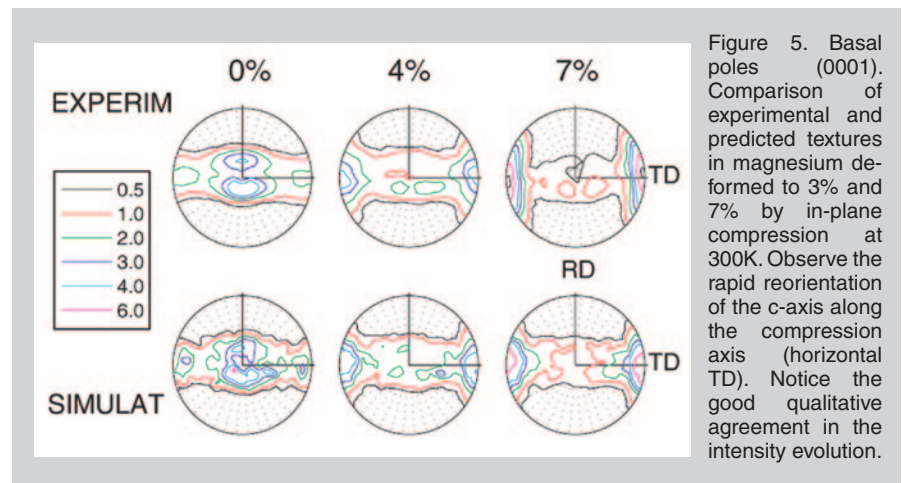 0% 4% 7%
EXPERIM
0.5
1.0
2.0
3.0
4.0
6.0
TD
RD
TD
SIMULAT
Figure 5. Basal
poles (0001).
Comparison of
experimental and
predicted textures
in magnesium de-
formed to 3% and
7% by in-plane
compression at
300K. Observe the
rapid reorientation
of the c-axis along
the compression
axis (horizontal
TD). Notice the
good qualitative
agreement in the
intensity evolution.